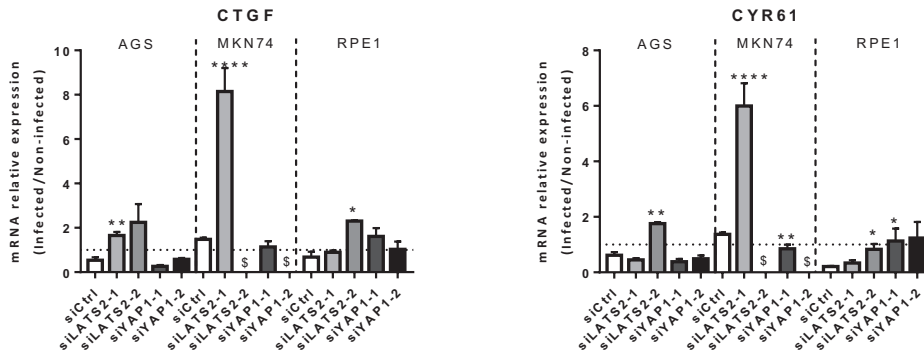 CTGF
AGS
MKN74
RPE1
mRNA relative expression
(Infected/Non-infected)
10
8
6
4
2
0
**
****
$
$
*
siCtrl
siLATS2-1
siLATS2-2
siYAP1-1
siYAP1-2
siCtrl
siLATS2-1
siLATS2-2
siYAP1-1
siYAP1-2
siCtrl
siLATS2-1
siLATS2-2
siYAP1-1
siYAP1-2
CYR61
AGS
MKN74
RPE1
mRNA relative expression
(Infected/Non-infected)
8
6
4
2
0
**
****
$
**
$
*
*
siCtrl
siLATS2-1
siLATS2-2
siYAP1-1
siYAP1-2
siCtrl
siLATS2-1
siLATS2-2
siYAP1-1
siYAP1-2
siCtrl
siLATS2-1
siLATS2-2
siYAP1-1
siYAP1-2